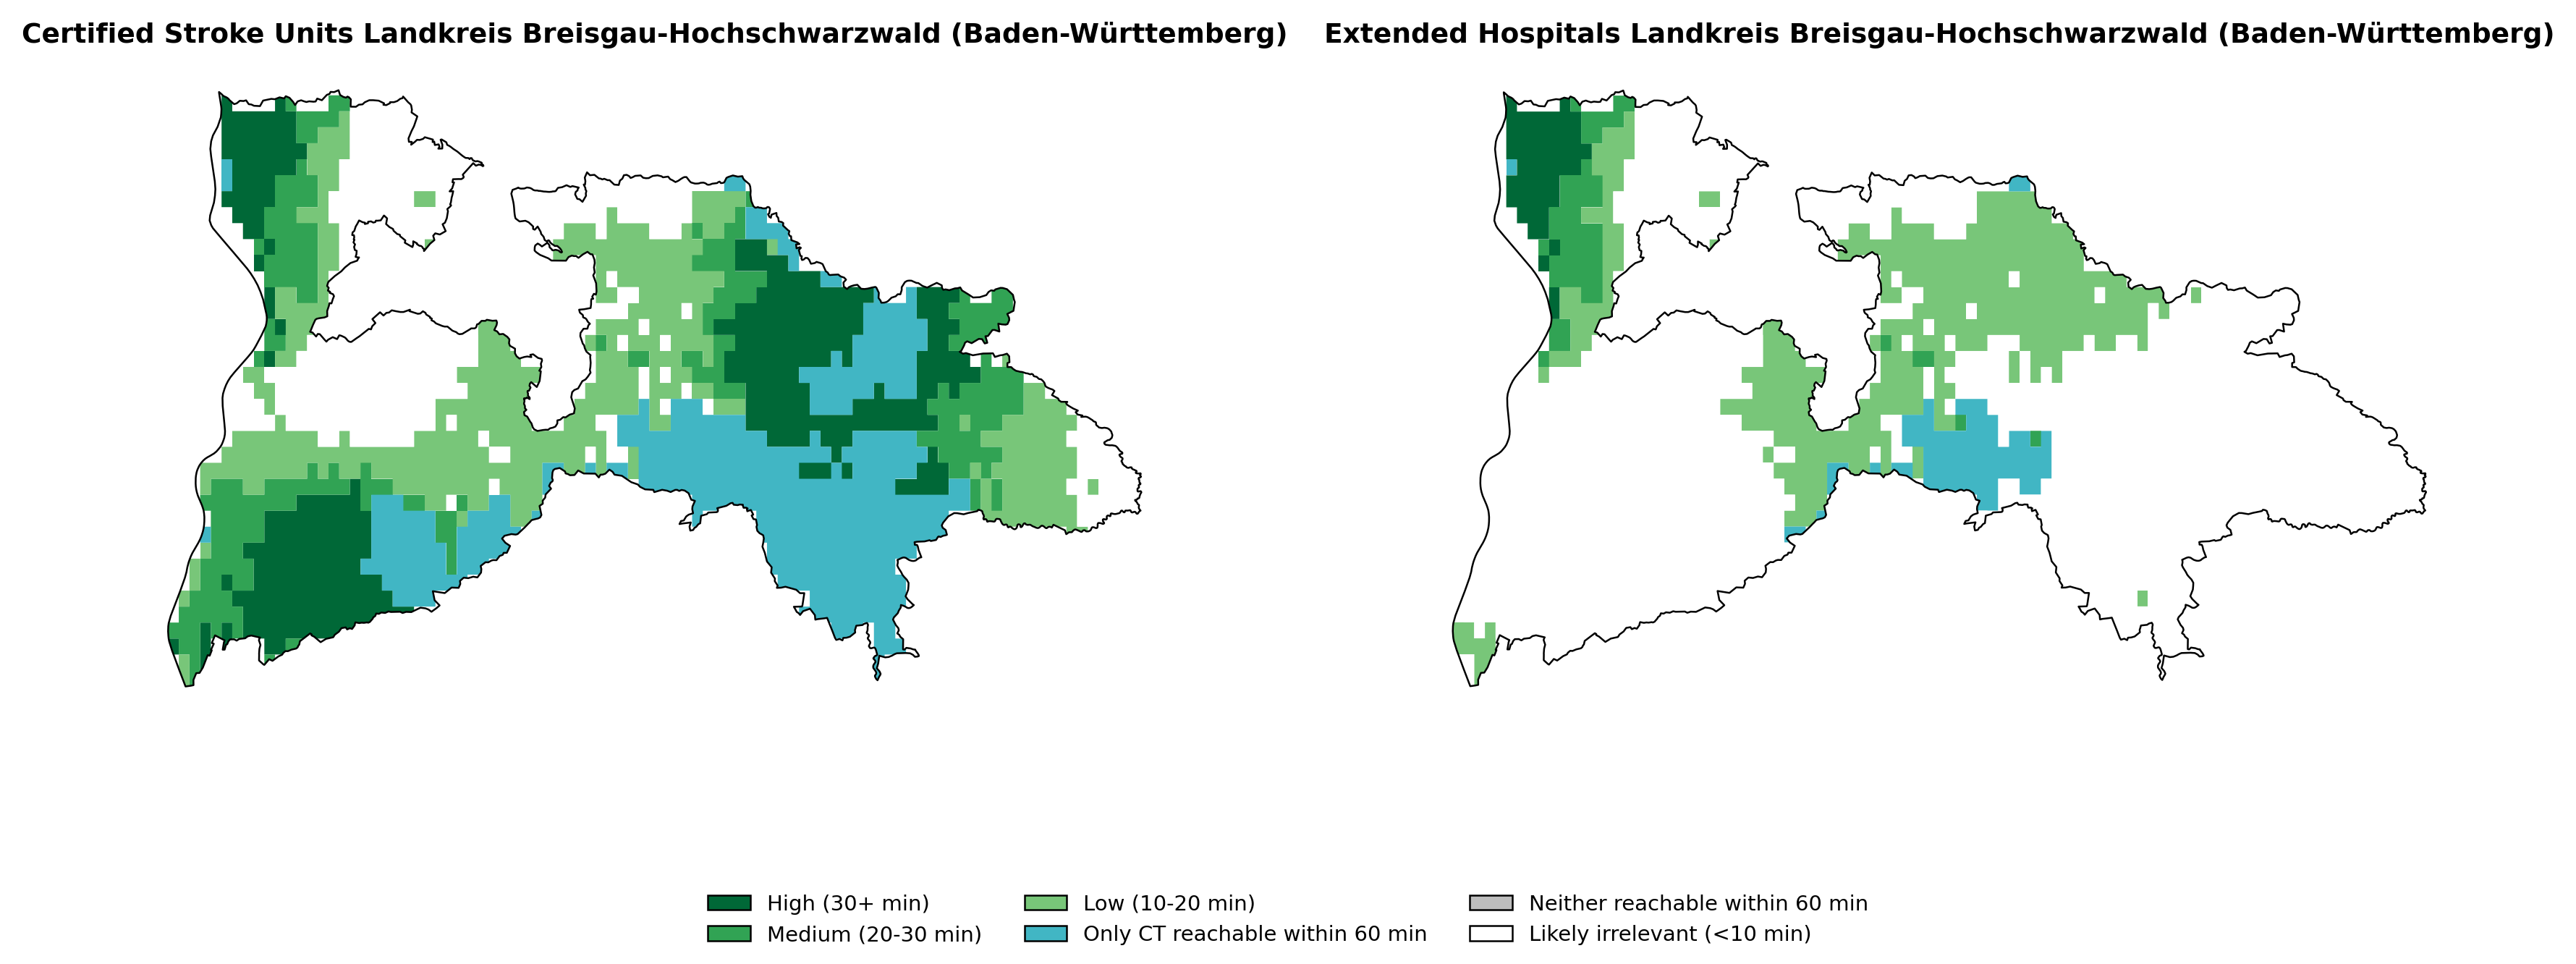 Certified Stroke Units Landkreis Breisgau-Hochschwarzwald (Baden-Württemberg)
Extended Hospitals Landkreis Breisgau-Hochschwarzwald (Baden-Württemberg)
High (30+ min)
Medium (20-30 min)
Low (10-20 min)
Only CT reachable within 60 min
Neither reachable within 60 min
Likely irrelevant (<10 min)